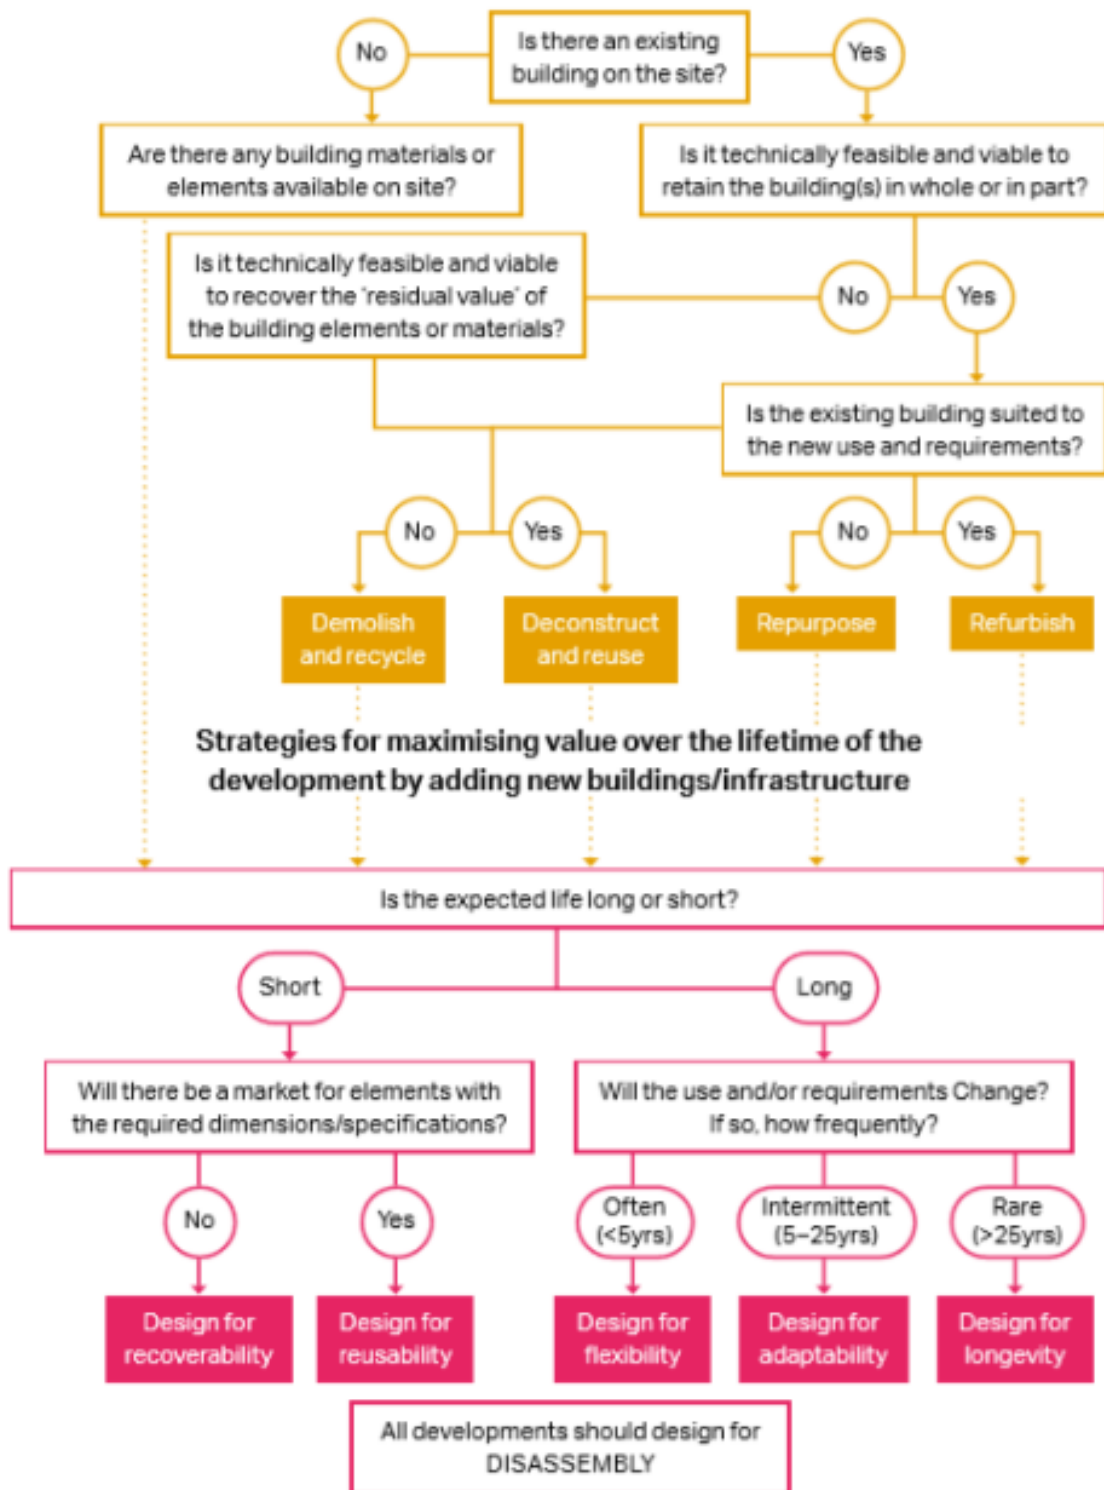 No
Is there an existing
building on the site?
Yes
Are there any building materials or
elements available on site?
Is it technically feasible and viable to
retain the building(s) in whole or in part?
Is it technically feasible and viable
to recover the ‘residual value’ of
the building elements or materials?
No
Yes
Is the existing building suited to
the new use and requirements?
No
Yes
No
Yes
Demolish
and recycle
Deconstruct
and reuse
Repurpose
Refurbish
Strategies for maximising value over the lifetime of the
development by adding new buildings/infrastructure
Is the expected life long or short?
Short
Long
Will there be a market for elements with
the required dimensions/specifications?
Will the use and/or requirements Change?
If so, how frequently?
No
Yes
Often
(<5yrs)
Intermittent
(5–25yrs)
Rare
(>25yrs)
Design for
recoverability
Design for
reusability
Design for
flexibility
Design for
adaptability
Design for
longevity
All developments should design for
DISASSEMBLY